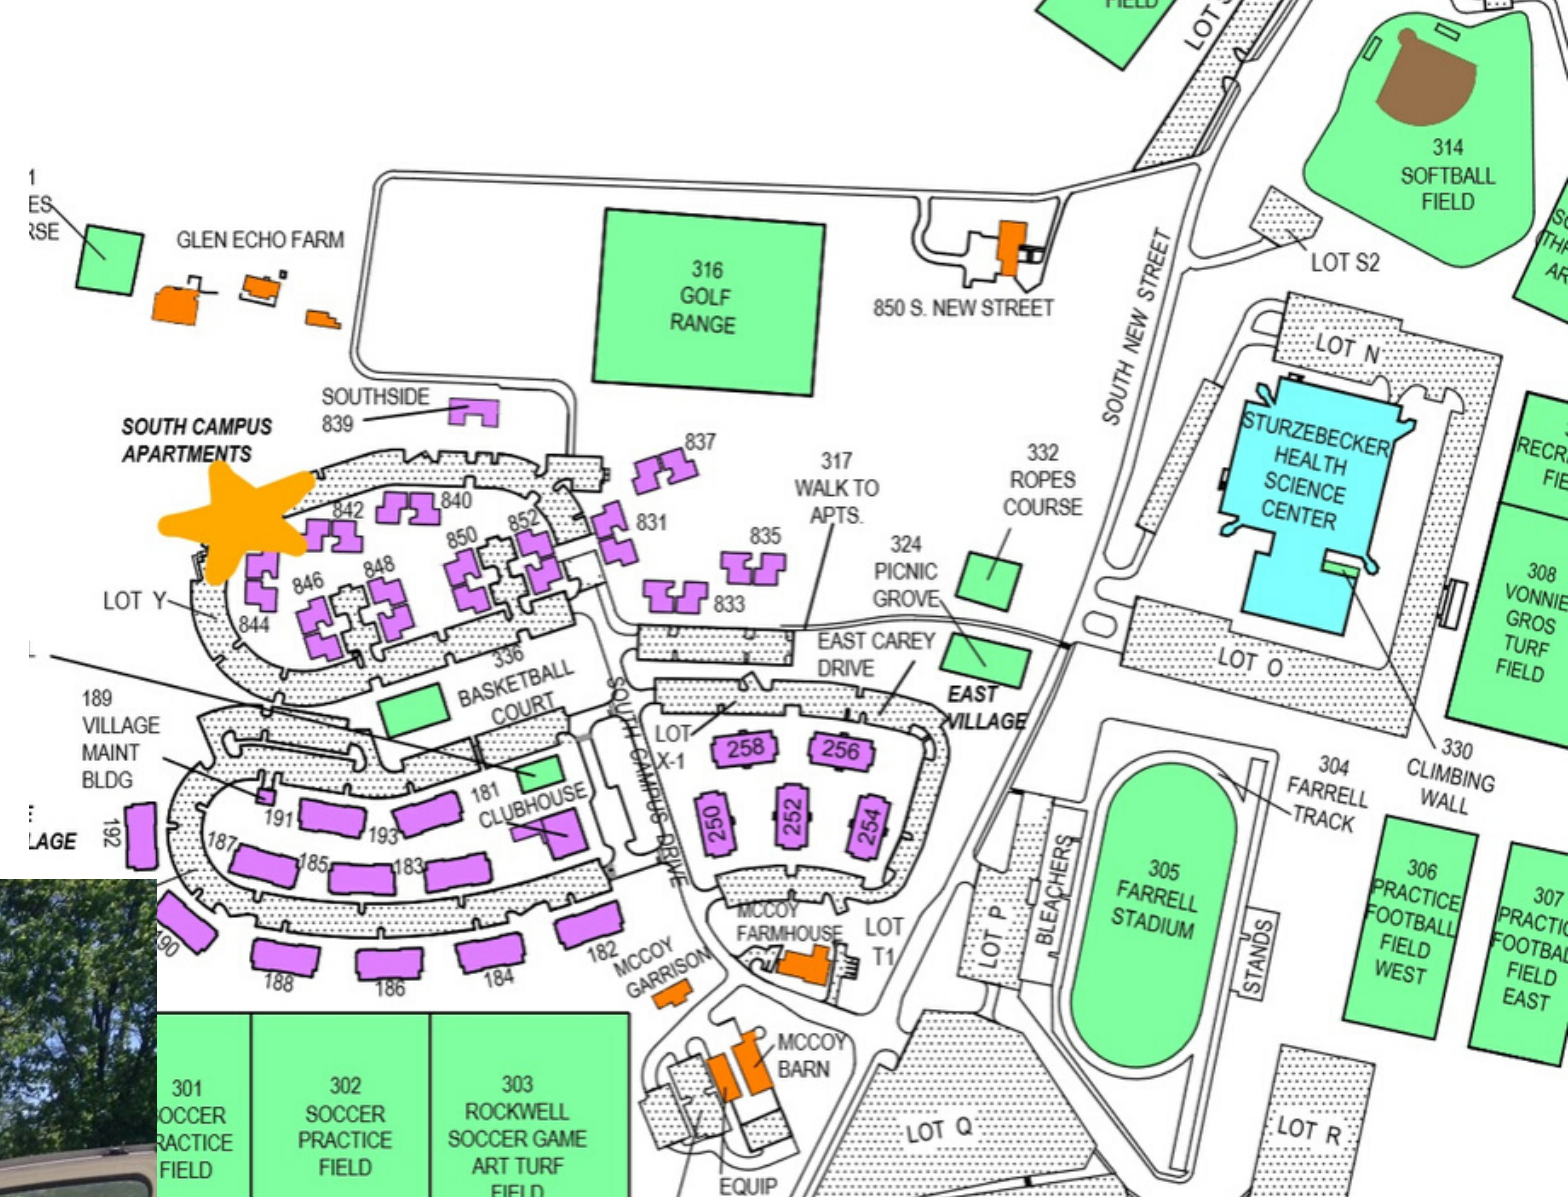 FIELD
LOT S
314
SOFTBALL
FIELD
GLEN ECHO FARM
316
GOLF
RANGE
850 S. NEW STREET
SOUTH NEW STREET
LOT S2
LOT N
SOUTHSIDE
839
SOUTH CAMPUS
APARTMENTS
837
317
WALK TO
APTS.
332
ROPES
COURSE
STURZEBECKER
HEALTH
SCIENCE
CENTER
840
842
852
850
831
835
324
PICNIC
GROVE
846
848
833
LOT Y
844
308
VONNIE
GROS
TURF
FIELD
336
BASKETBALL
COURT
EAST CAREY
DRIVE
EAST
VILLAGE
LOT O
189
VILLAGE
MAINT
BLDG
SOUTH CAMPUS DRIVE
LOT
X-1
258
256
330
CLIMBING
WALL
304
FARRELL
TRACK
181
CLUBHOUSE
191
193
192
187
185
183
250
252
254
BLEACHERS
305
FARRELL
STADIUM
306
PRACTICE
FOOTBALL
FIELD
WEST
307
FOOTBAL
FIELD
EAST
LAGE
190
188
186
184
182
MCCOY
GARRISON
MCCOY
FARMHOUSE
LOT
T1
LOT P
STANDS
301
OCCER
RACTICE
FIELD
302
SOCCER
PRACTICE
FIELD
303
ROCKWELL
SOCCER GAME
ART TURF
FIELD
MCCOY
BARN
EQUIP
LOT Q
LOT R